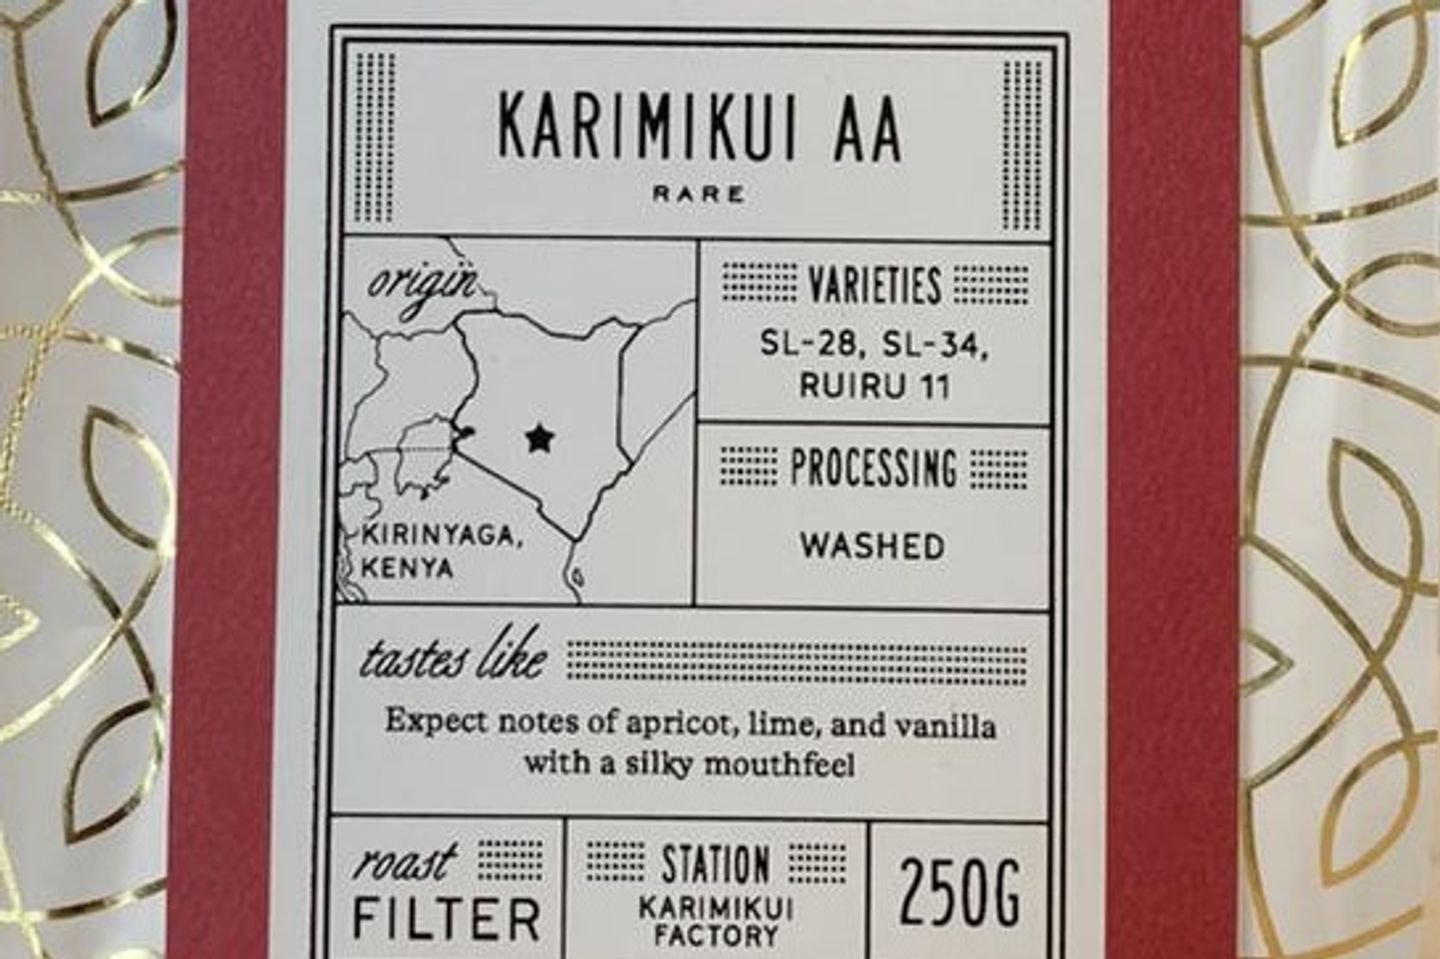 KARIMIKUI AA
RARE
origin
KIRINYAGA,
KENYA
VARIETIES
SL-28, SL-34,
RUIRU 11
PROCESSING
WASHED
tastes like
Expect notes of apricot, lime, and vanilla
with a silky mouthfeel
roast
FILTER
STATION
KARIMIKUI
FACTORY
250G